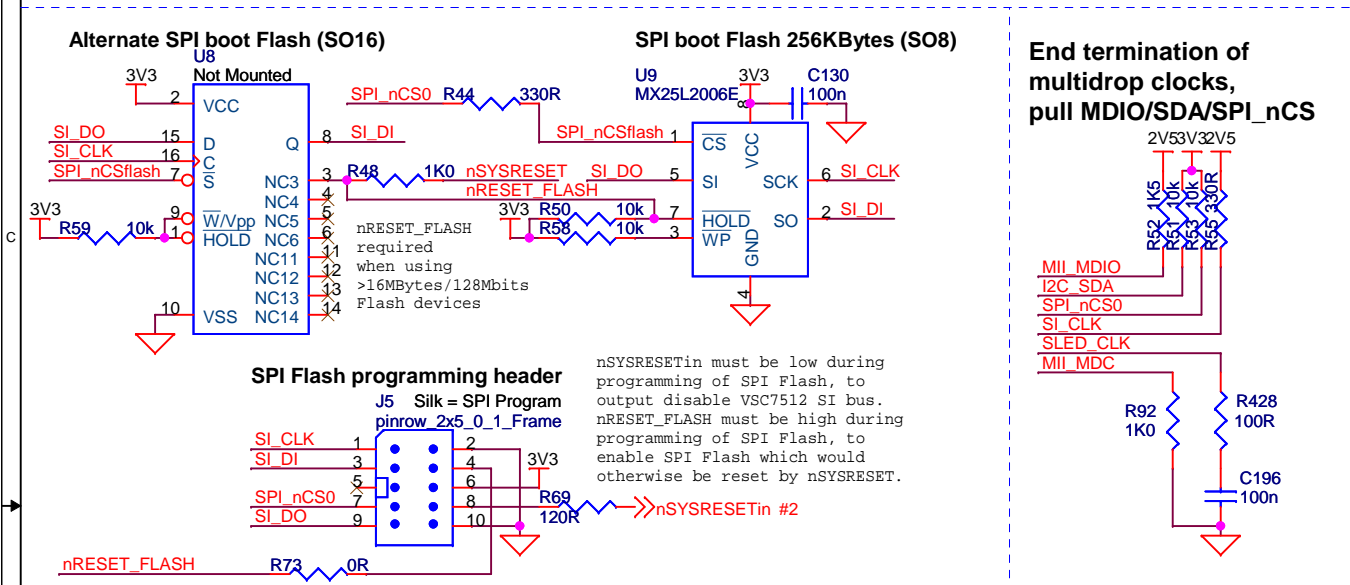 Alternate SPI boot Flash (SO16)
U8
Not Mounted
3V3
2 VCC
SI_DO 15 D
SI_CLK 16 C
SPI_nCSflash 7 S
3V3 R59 10k
9 W/Vpp
1 HOLD
10 VSS
Q 8 SI_DI
NC3 3
NC4 4
NC5 5
NC6 6
NC11 11
NC12 12
NC13 13
NC14 14
SPI_nCS0 R44 330R
R48 1K0 nSYSRESET
nRESET_FLASH
nRESET_FLASH
required
when using
>16MBytes/128Mbits
Flash devices
SPI boot Flash 256KBytes (SO8)
U9
MX25L2006E
3V3
C130
100n
8 VCC
SPI_nCSflash 1 CS
SI_DO 5 SI
3V3 R50 10k 7 HOLD
R58 10k 3 WP
SCK 6 SI_CLK
SO 2 SI_DI
GND 4
SPI Flash programming header
J5 Silk = SPI Program
pinrow_2x5_0_1_Frame
SI_CLK 1
SI_DI 3
5
SPI_nCS0 7
SI_DO 9
2
4
6 3V3
8 R69 120R nSYSRESETin #2
10
nRESET_FLASH R73 0R
nSYSRESETin must be low during
programming of SPI Flash, to
output disable VSC7512 SI bus.
nRESET_FLASH must be high during
programming of SPI Flash, to
enable SPI Flash which would
otherwise be reset by nSYSRESET.
End termination of
multidrop clocks,
pull MDIO/SDA/SPI_nCS
2V5 3V3 2V5
R52 1K5
R51 10k
R53 10k
R55 330R
MII_MDIO
I2C_SDA
SPI_nCS0
SI_CLK
SLED_CLK
MII_MDC
R92
1K0
R428
100R
C196
100n
C